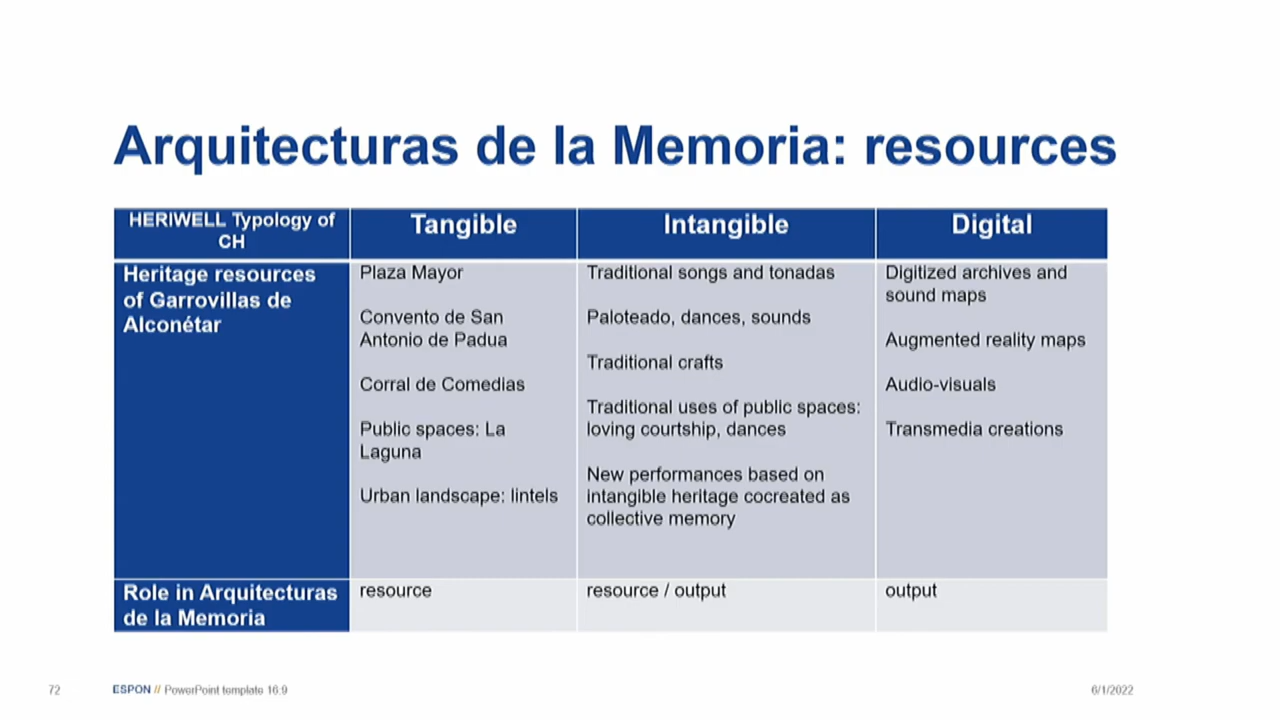 Arquitecturas de la Memoria: resources
HERIWELL Typology of
CH
Tangible
Intangible
Digital
Heritage resources
of Garrovillas de
Alconétar
Plaza Mayor
Convento de San
Antonio de Padua
Corral de Comedias
Public spaces: La
Laguna
Urban landscape: lintels
Traditional songs and tonadas
Paloteado, dances, sounds
Traditional crafts
Traditional uses of public spaces:
loving courtship, dances
New performances based on
intangible heritage cocreated as
collective memory
Digitized archives and
sound maps
Augmented reality maps
Audio-visuals
Transmedia creations
Role in Arquitecturas
de la Memoria
resource
resource / output
output
72
ESPON // PowerPoint template 16:9
6/1/2022